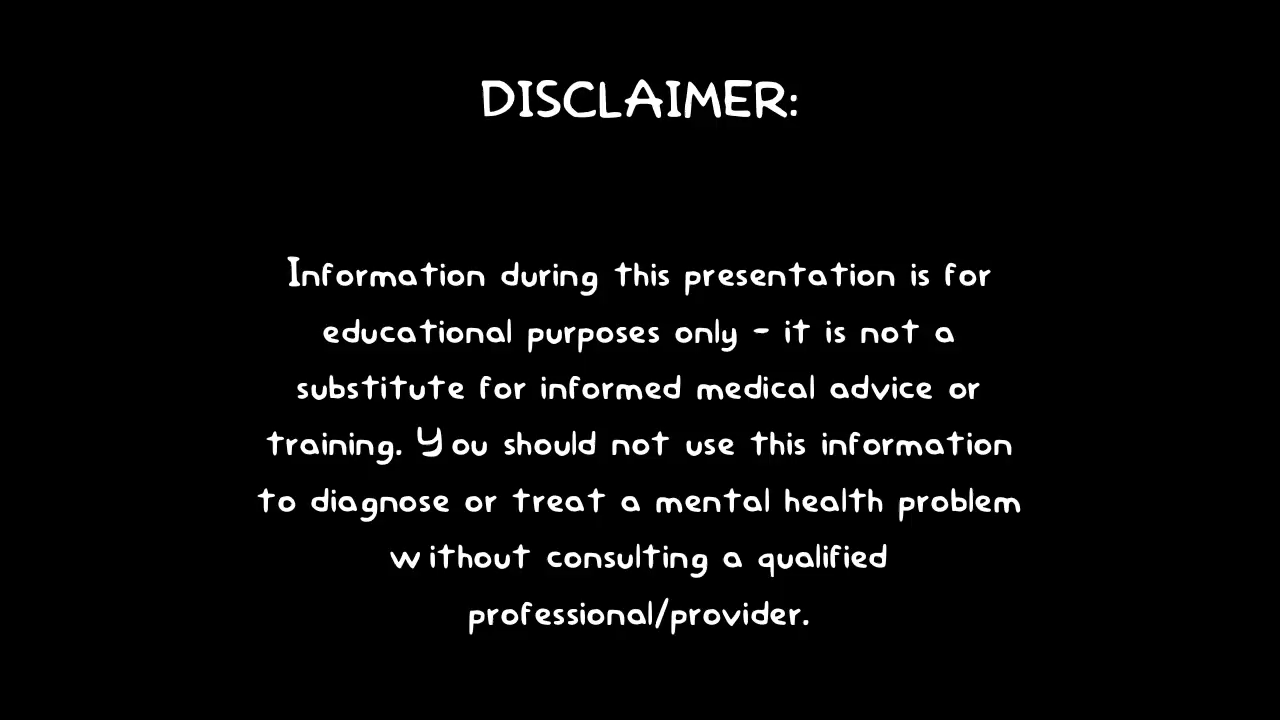 DISCLAIMER:
Information during this presentation is for
educational purposes only - it is not a
substitute for informed medical advice or
training. You should not use this information
to diagnose or treat a mental health problem
without consulting a qualified
professional/provider.